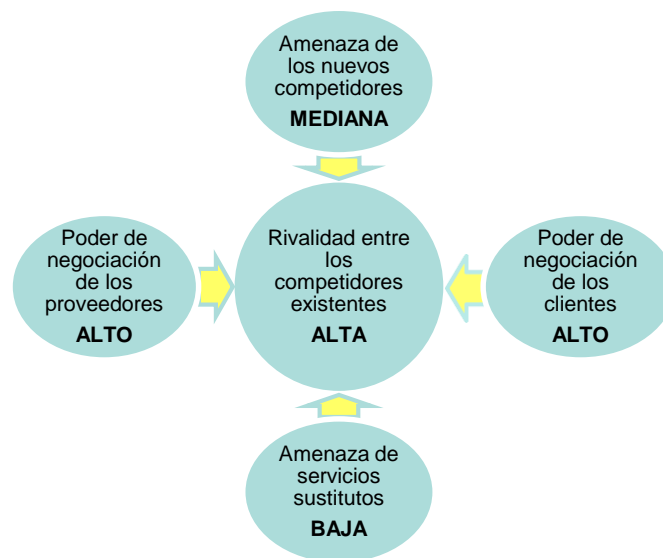 Amenaza de
los nuevos
competidores
MEDIANA
Poder de
negociación
de los
proveedores
ALTO
Rivalidad entre
los
competidores
existentes
ALTA
Poder de
negociación
de los
clientes
ALTO
Amenaza de
servicios
sustitutos
BAJA